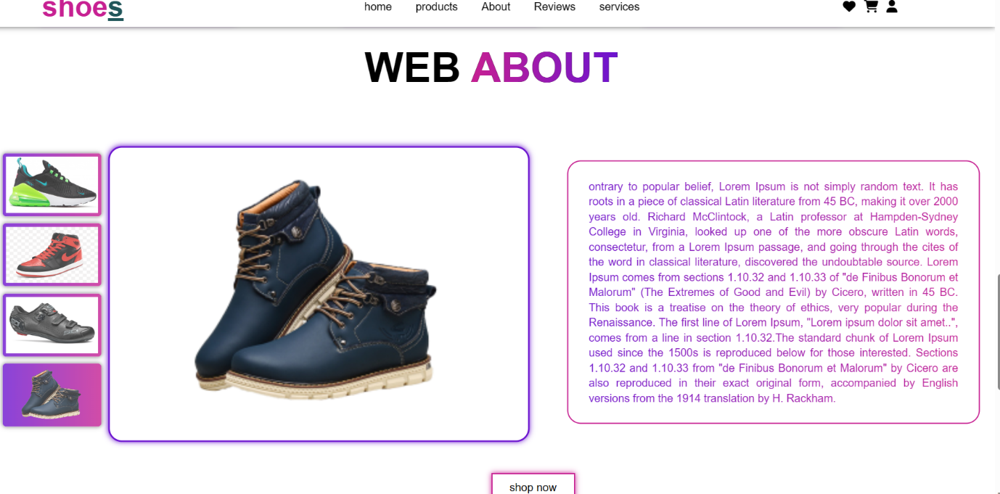 shoes
home products About Reviews services
WEB ABOUT
ontrary to popular belief, Lorem Ipsum is not simply random text. It has
roots in a piece of classical Latin literature from 45 BC, making it over 2000
years old. Richard McClintock, a Latin professor at Hampden-Sydney
College in Virginia, looked up one of the more obscure Latin words,
consectetur, from a Lorem Ipsum passage, and going through the cites of
the word in classical literature, discovered the undoubtable source. Lorem
Ipsum comes from sections 1.10.32 and 1.10.33 of "de Finibus Bonorum et
Malorum" (The Extremes of Good and Evil) by Cicero, written in 45 BC.
This book is a treatise on the theory of ethics, very popular during the
Renaissance. The first line of Lorem Ipsum, "Lorem ipsum dolor sit amet..",
comes from a line in section 1.10.32.The standard chunk of Lorem Ipsum
used since the 1500s is reproduced below for those interested. Sections
1.10.32 and 1.10.33 from "de Finibus Bonorum et Malorum" by Cicero are
also reproduced in their exact original form, accompanied by English
versions from the 1914 translation by H. Rackham.
shop now